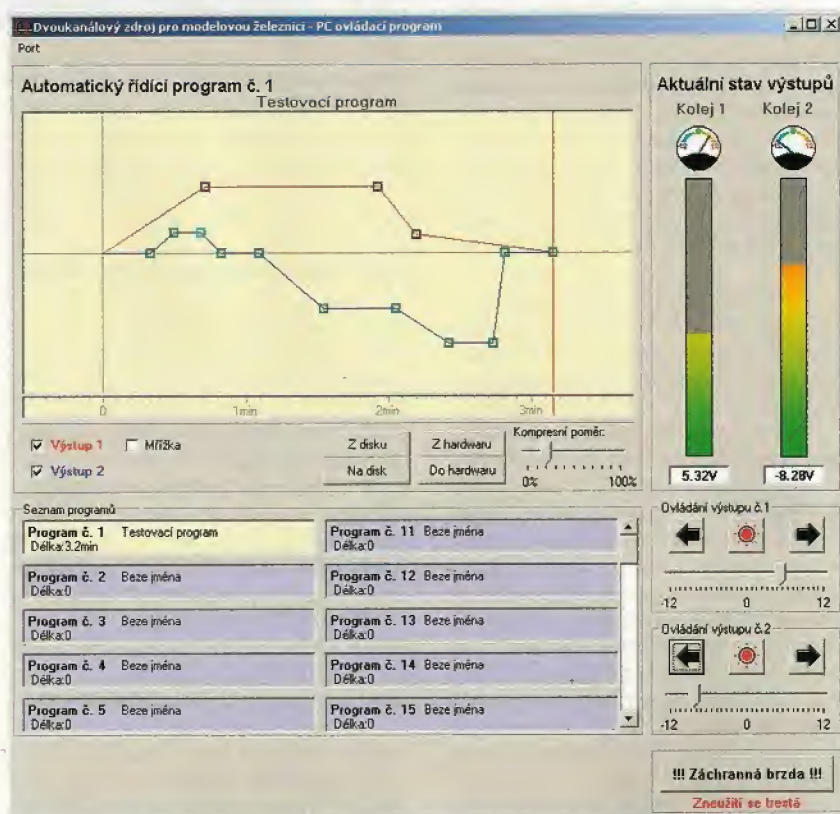 Dvoukanálový zdroj pro modelovou železnici - PC ovládací program
Port
Automatický řídící program č. 1
Testovací program
0 1min 2min 3min
Výstup 1
Mřížka
Výstup 2
Z disku
Na disk
Z hardwaru
Do hardwaru
Kompresní poměr:
0% 100%
Aktuální stav výstupů
Kolej 1
Kolej 2
5.32V
-8.28V
Seznam programů
Program č. 1 Testovací program
Délka:3.2min
Program č. 2 Beze jména
Délka:0
Program č. 3 Beze jména
Délka:0
Program č. 4 Beze jména
Délka:0
Program č. 5 Beze jména
Délka:0
Program č. 11 Beze jména
Délka:0
Program č. 12 Beze jména
Délka:0
Program č. 13 Beze jména
Délka:0
Program č. 14 Beze jména
Délka:0
Program č. 15 Beze jména
Délka:0
Ovládání výstupu č.1
-12 0 12
Ovládání výstupu č.2
-12 0 12
!!! Záchranná brzda !!!
Zneužití se trestá